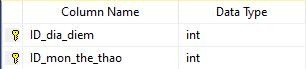 Column Name Data Type
ID_dia_diem int
ID_mon_the_thao int